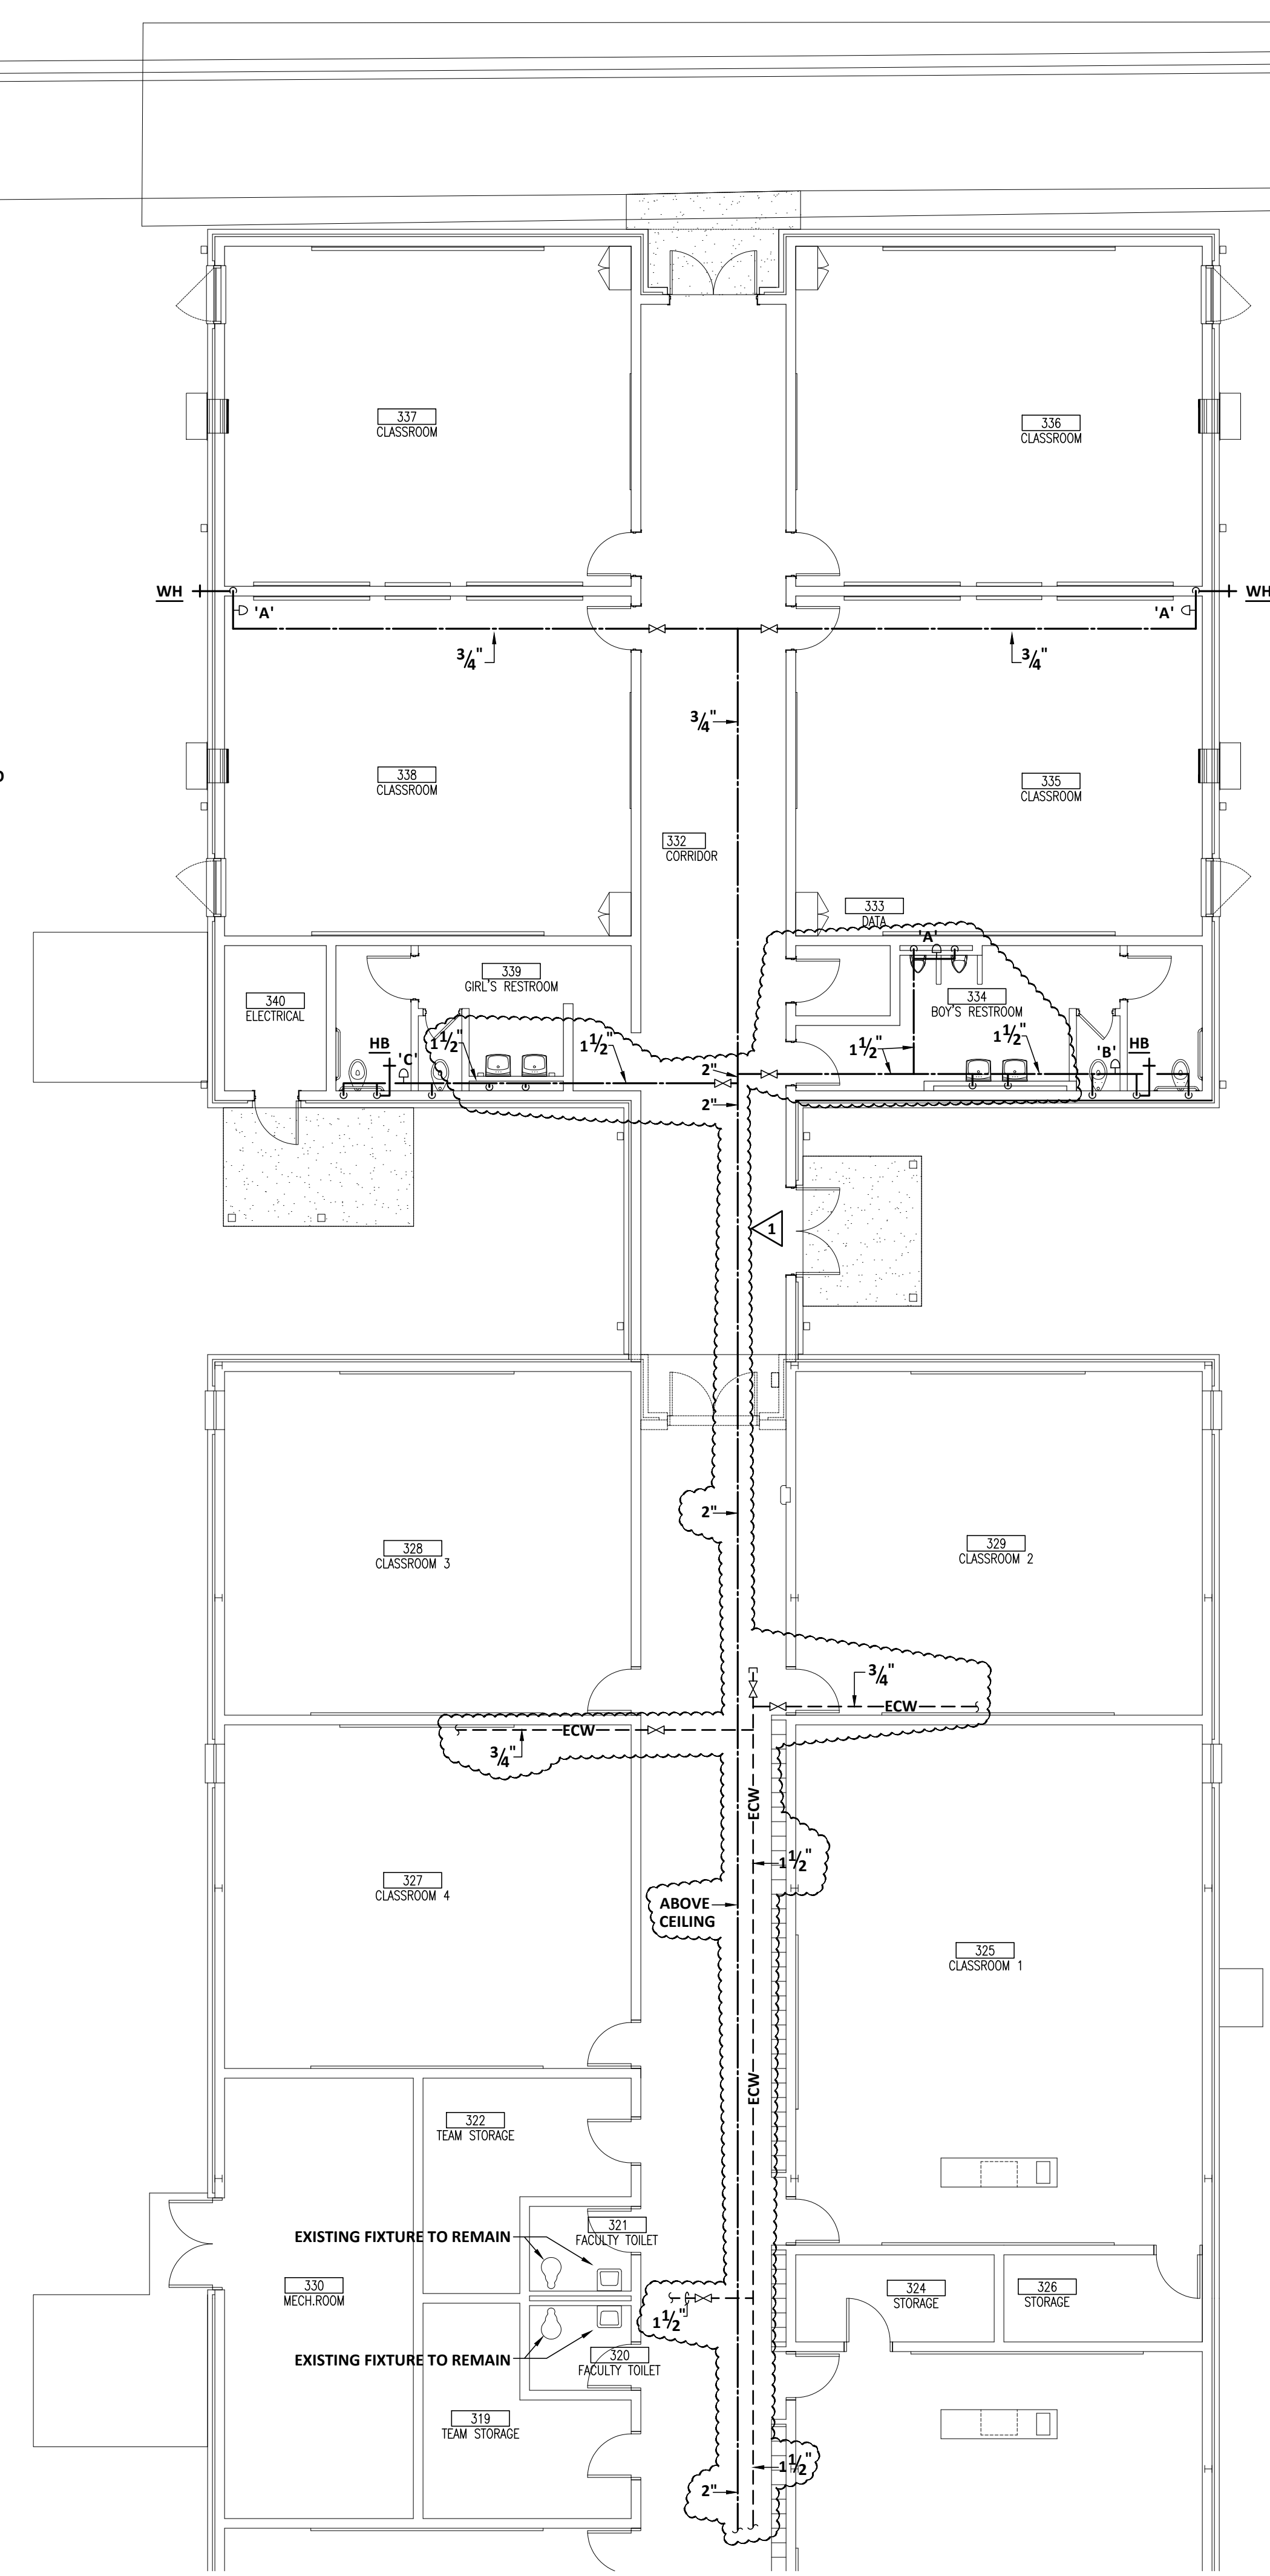 337
CLASSROOM
336
CLASSROOM
WH
'A'
'A'
WH
3/4"
3/4"
3/4"
338
CLASSROOM
335
CLASSROOM
332
CORRIDOR
333
DATA
'A'
339
GIRL'S RESTROOM
334
BOY'S RESTROOM
340
ELECTRICAL
HB
'C'
1 1/2"
1 1/2"
2"
2"
1 1/2"
1 1/2"
'B'
HB
1
2"
328
CLASSROOM 3
329
CLASSROOM 2
3/4"
ECW
ECW
3/4"
ECW
1 1/2"
327
CLASSROOM 4
ABOVE
CEILING
325
CLASSROOM 1
ECW
322
TEAM STORAGE
321
FACULTY TOILET
EXISTING FIXTURE TO REMAIN
330
MECH.ROOM
324
STORAGE
326
STORAGE
1 1/2"
320
FACULTY TOILET
EXISTING FIXTURE TO REMAIN
319
TEAM STORAGE
1 1/2"
2"